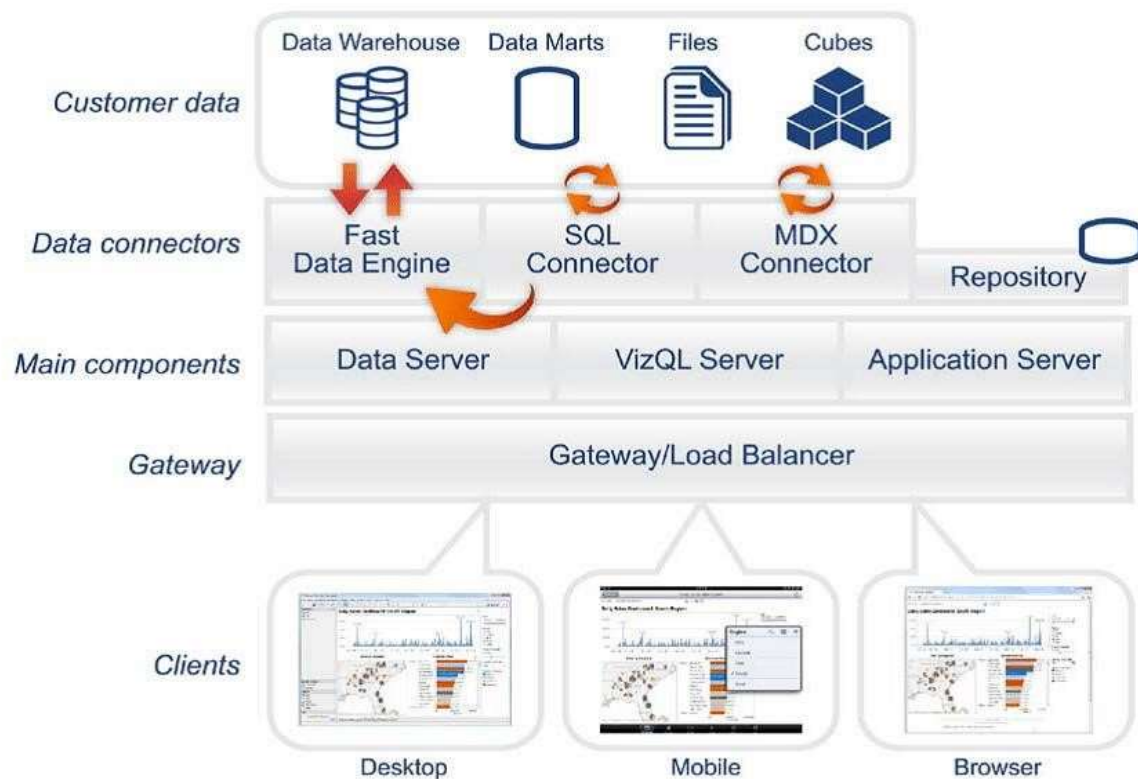 Data Warehouse
Data Marts
Files
Cubes
Customer data
Data connectors
Fast
Data Engine
SQL
Connector
MDX
Connector
Repository
Main components
Data Server
VizQL Server
Application Server
Gateway
Gateway/Load Balancer
Clients
Desktop
Mobile
Browser